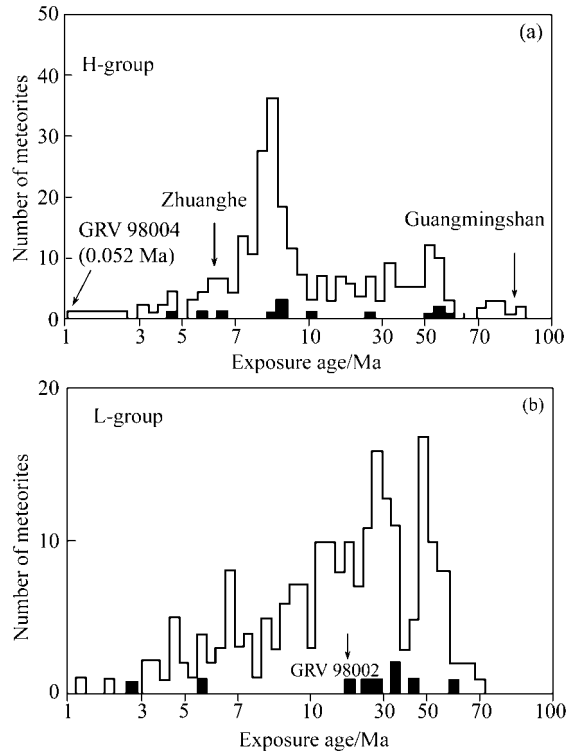 (a)
H-group
50
40
30
20
10
0
Number of meteorites
Zhuanghe
GRV 98004
(0.052 Ma)
Guangmingshan
1 3 5 7 10 30 50 70 100
Exposure age/Ma
(b)
L-group
20
10
0
Number of meteorites
GRV 98002
1 3 5 7 10 30 50 70 100
Exposure age/Ma